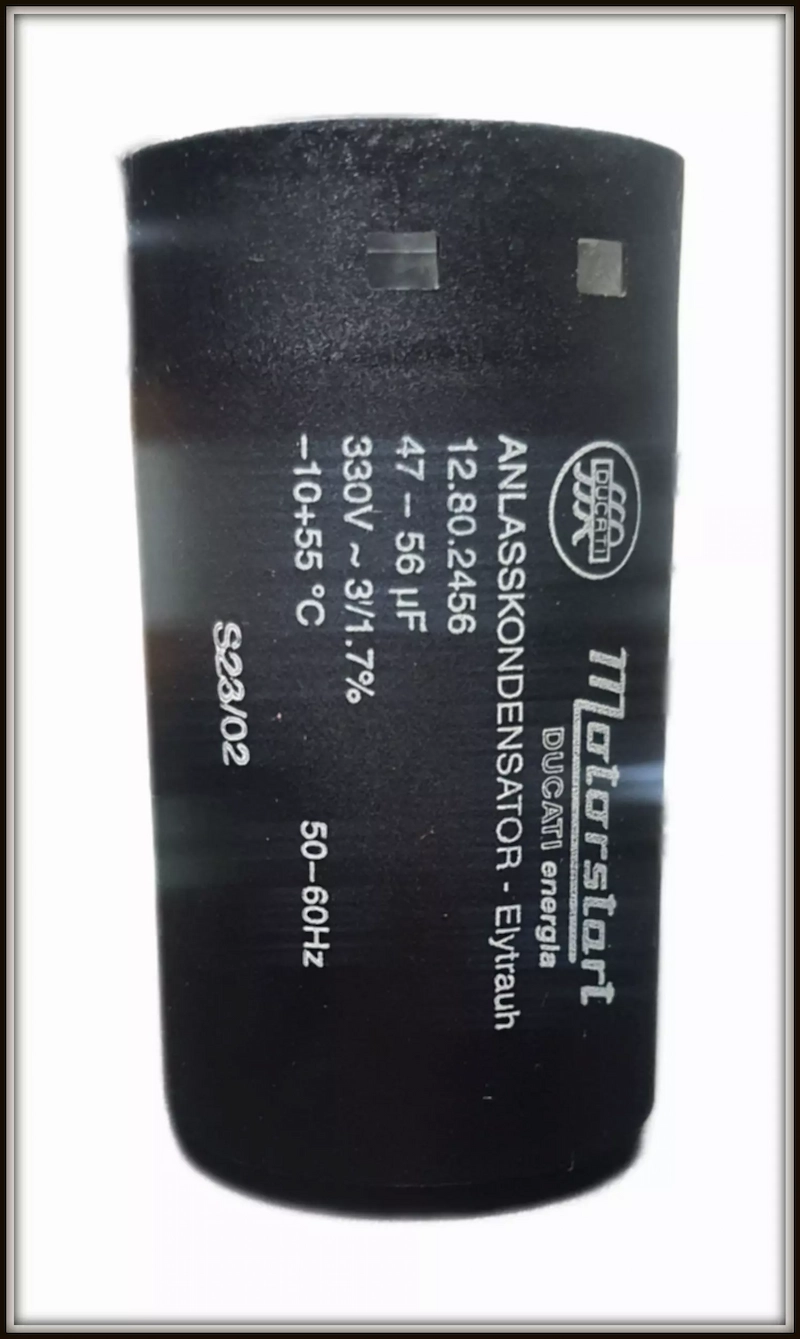 DUCATI
Motorstart
DUCATI energia
ANLASSKONDENSATOR - Elytrauh
12.80.2456
47 – 56 µF
330V ~ 3'/1.7%
–10+55 °C 50–60Hz
S23/02